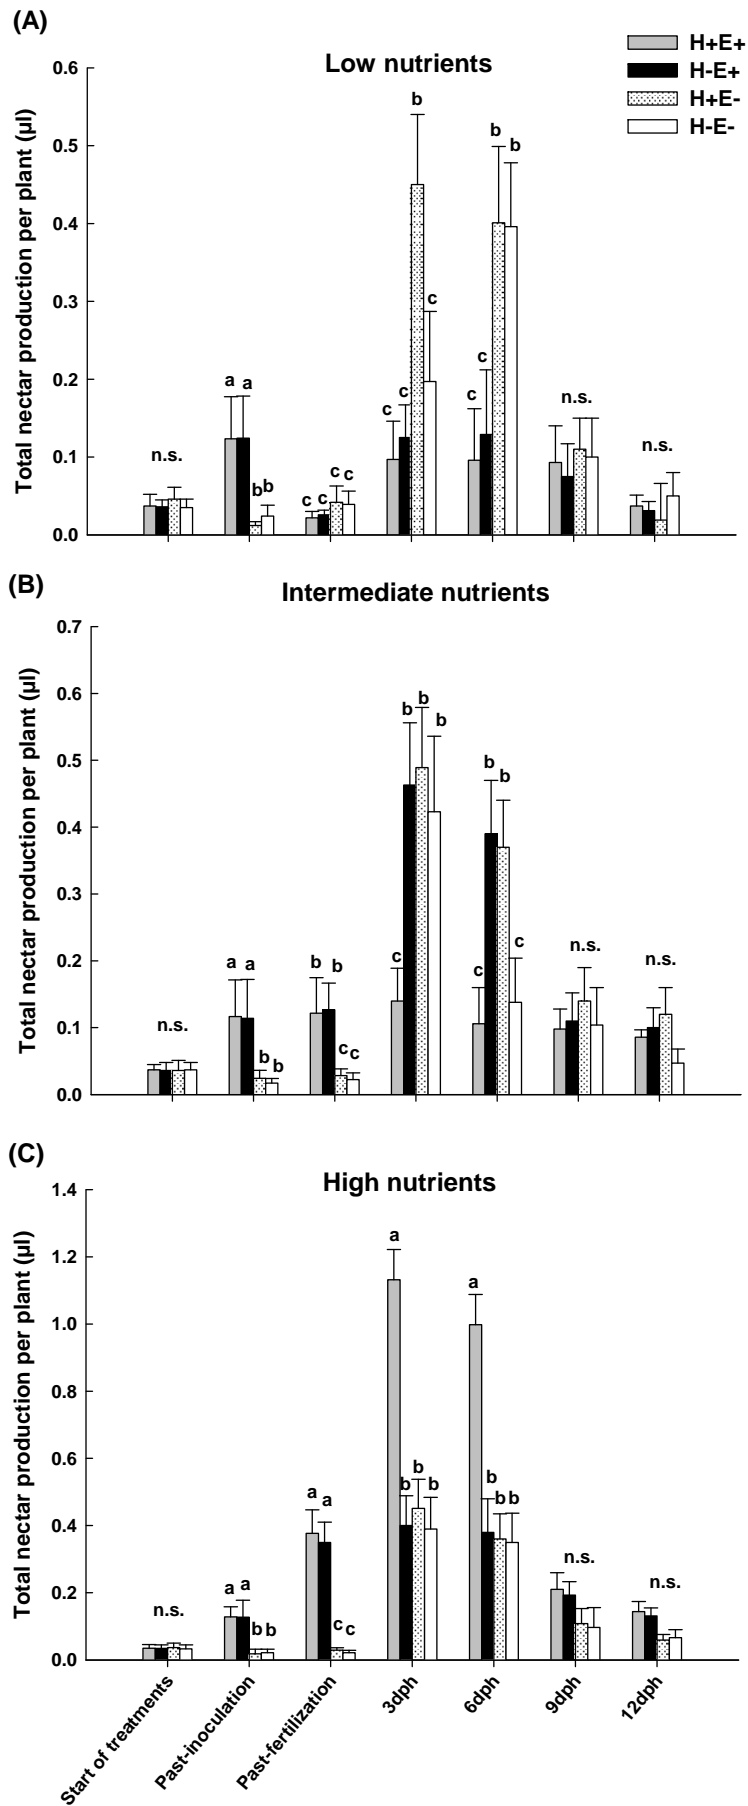 (A)
Low nutrients
H+E+
H-E+
H+E-
H-E-
Total nectar production per plant (µl)
0.6
0.5
0.4
0.3
0.2
0.1
0.0
n.s.
a a
b b
c c c c
c c b c
c c b b
n.s.
n.s.
(B)
Intermediate nutrients
Total nectar production per plant (µl)
0.7
0.6
0.5
0.4
0.3
0.2
0.1
0.0
n.s.
a a
b b
b b
c c
c b b b
c b b c
n.s.
n.s.
(C)
High nutrients
Total nectar production per plant (µl)
1.4
1.2
1.0
0.8
0.6
0.4
0.2
0.0
n.s.
a a
b b
a a
c c
a b b b
a b b b
n.s.
n.s.
Start of treatments
Past-inoculation
Past-fertilization
3dph
6dph
9dph
12dph